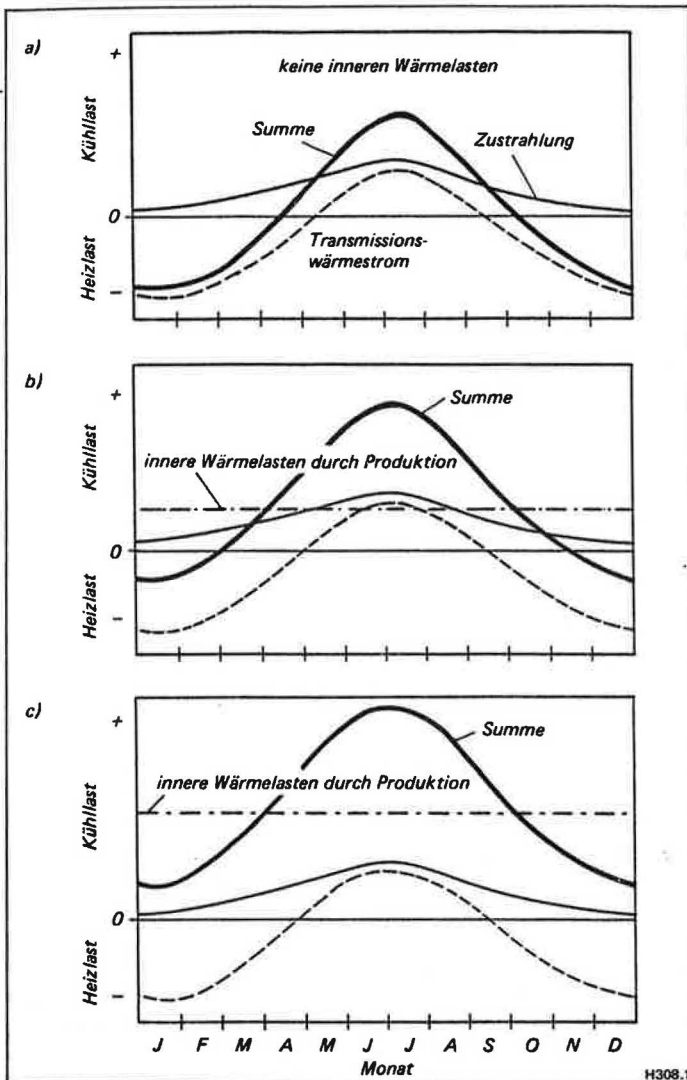 a)
+
keine inneren Wärmelasten
Kühllast
Summe
Zustrahlung
0
Transmissions-
wärmestrom
Heizlast
−
b)
+
Summe
Kühllast
innere Wärmelasten durch Produktion
0
Heizlast
−
c)
+
Summe
innere Wärmelasten durch Produktion
Kühllast
0
Heizlast
−
J F M A M J J A S O N D
Monat
H308.1